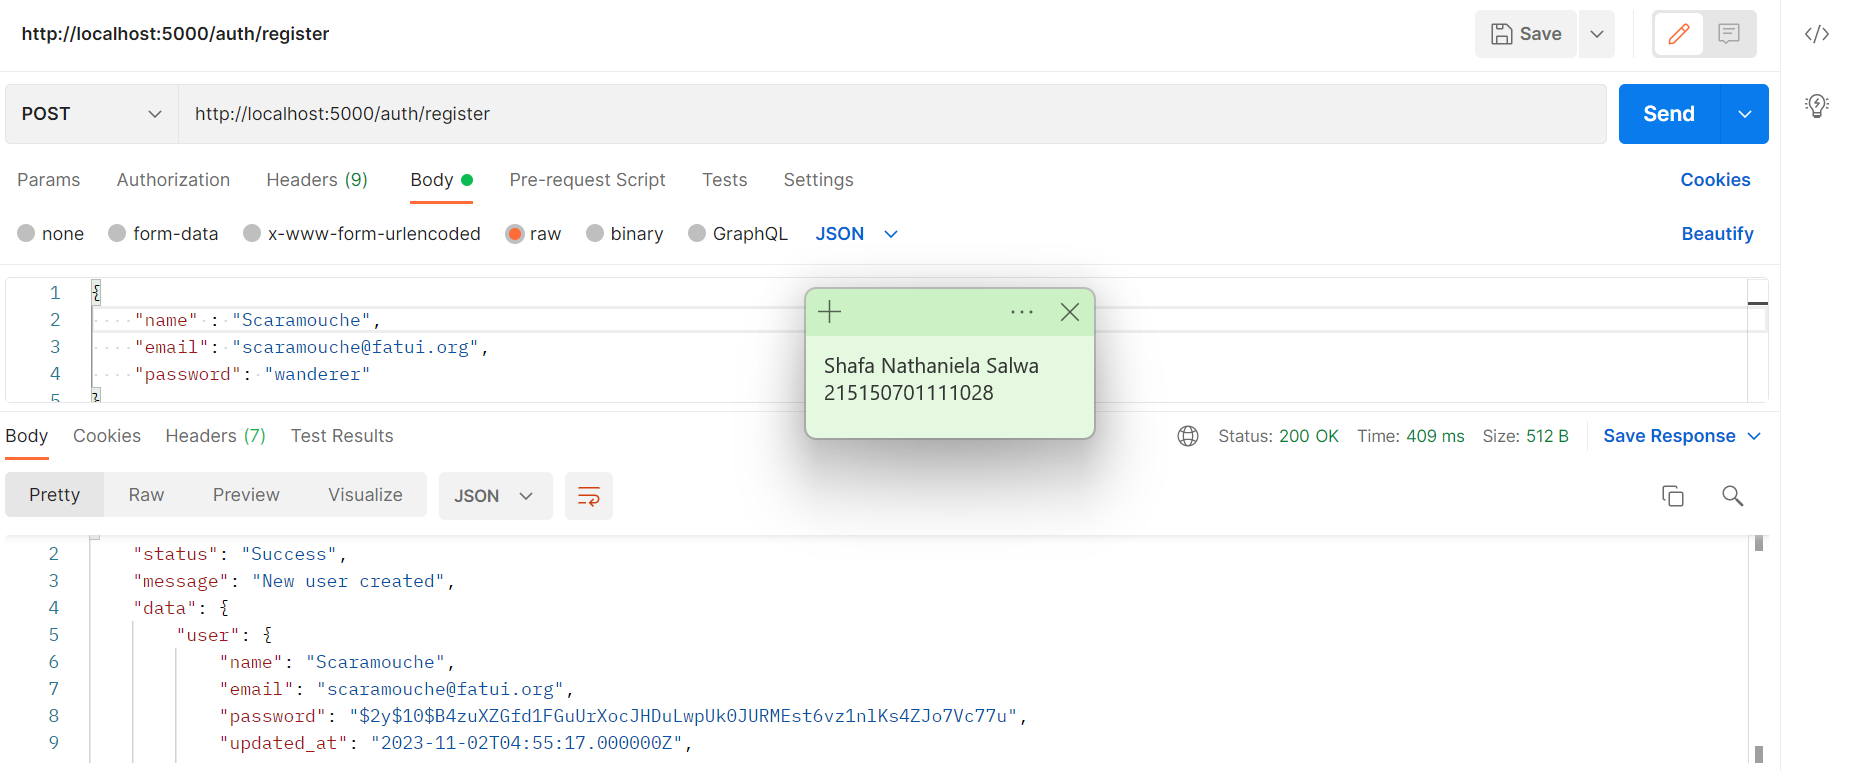 http://localhost:5000/auth/register
Save
POST
http://localhost:5000/auth/register
Send
Params Authorization Headers (9) Body Pre-request Script Tests Settings Cookies
none form-data x-www-form-urlencoded raw binary GraphQL JSON Beautify
1 {
2 "name" : "Scaramouche",
3 "email": "scaramouche@fatui.org",
4 "password": "wanderer"
5 }
Shafa Nathaniela Salwa
215150701111028
Body Cookies Headers (7) Test Results Status: 200 OK Time: 409 ms Size: 512 B Save Response
Pretty Raw Preview Visualize JSON
2 "status": "Success",
3 "message": "New user created",
4 "data": {
5 "user": {
6 "name": "Scaramouche",
7 "email": "scaramouche@fatui.org",
8 "password": "$2y$10$B4zuXZGfd1FGuUrXocJHDuLwpUk0JURMEst6vz1nlKs4ZJo7Vc77u",
9 "updated_at": "2023-11-02T04:55:17.000000Z",